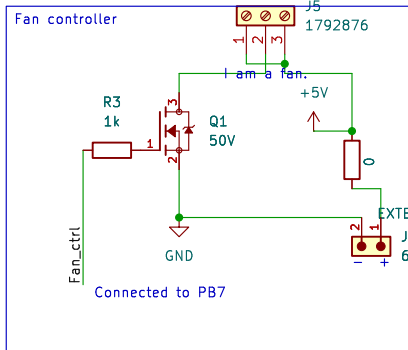 Fan controller
J5
1792876
1 2 3
I am a fan.
+5V
R3
1k
3
Q1
50V
1
2
0
GND
EXTE
2 1
J
6
- +
Fan_ctrl
Connected to PB7